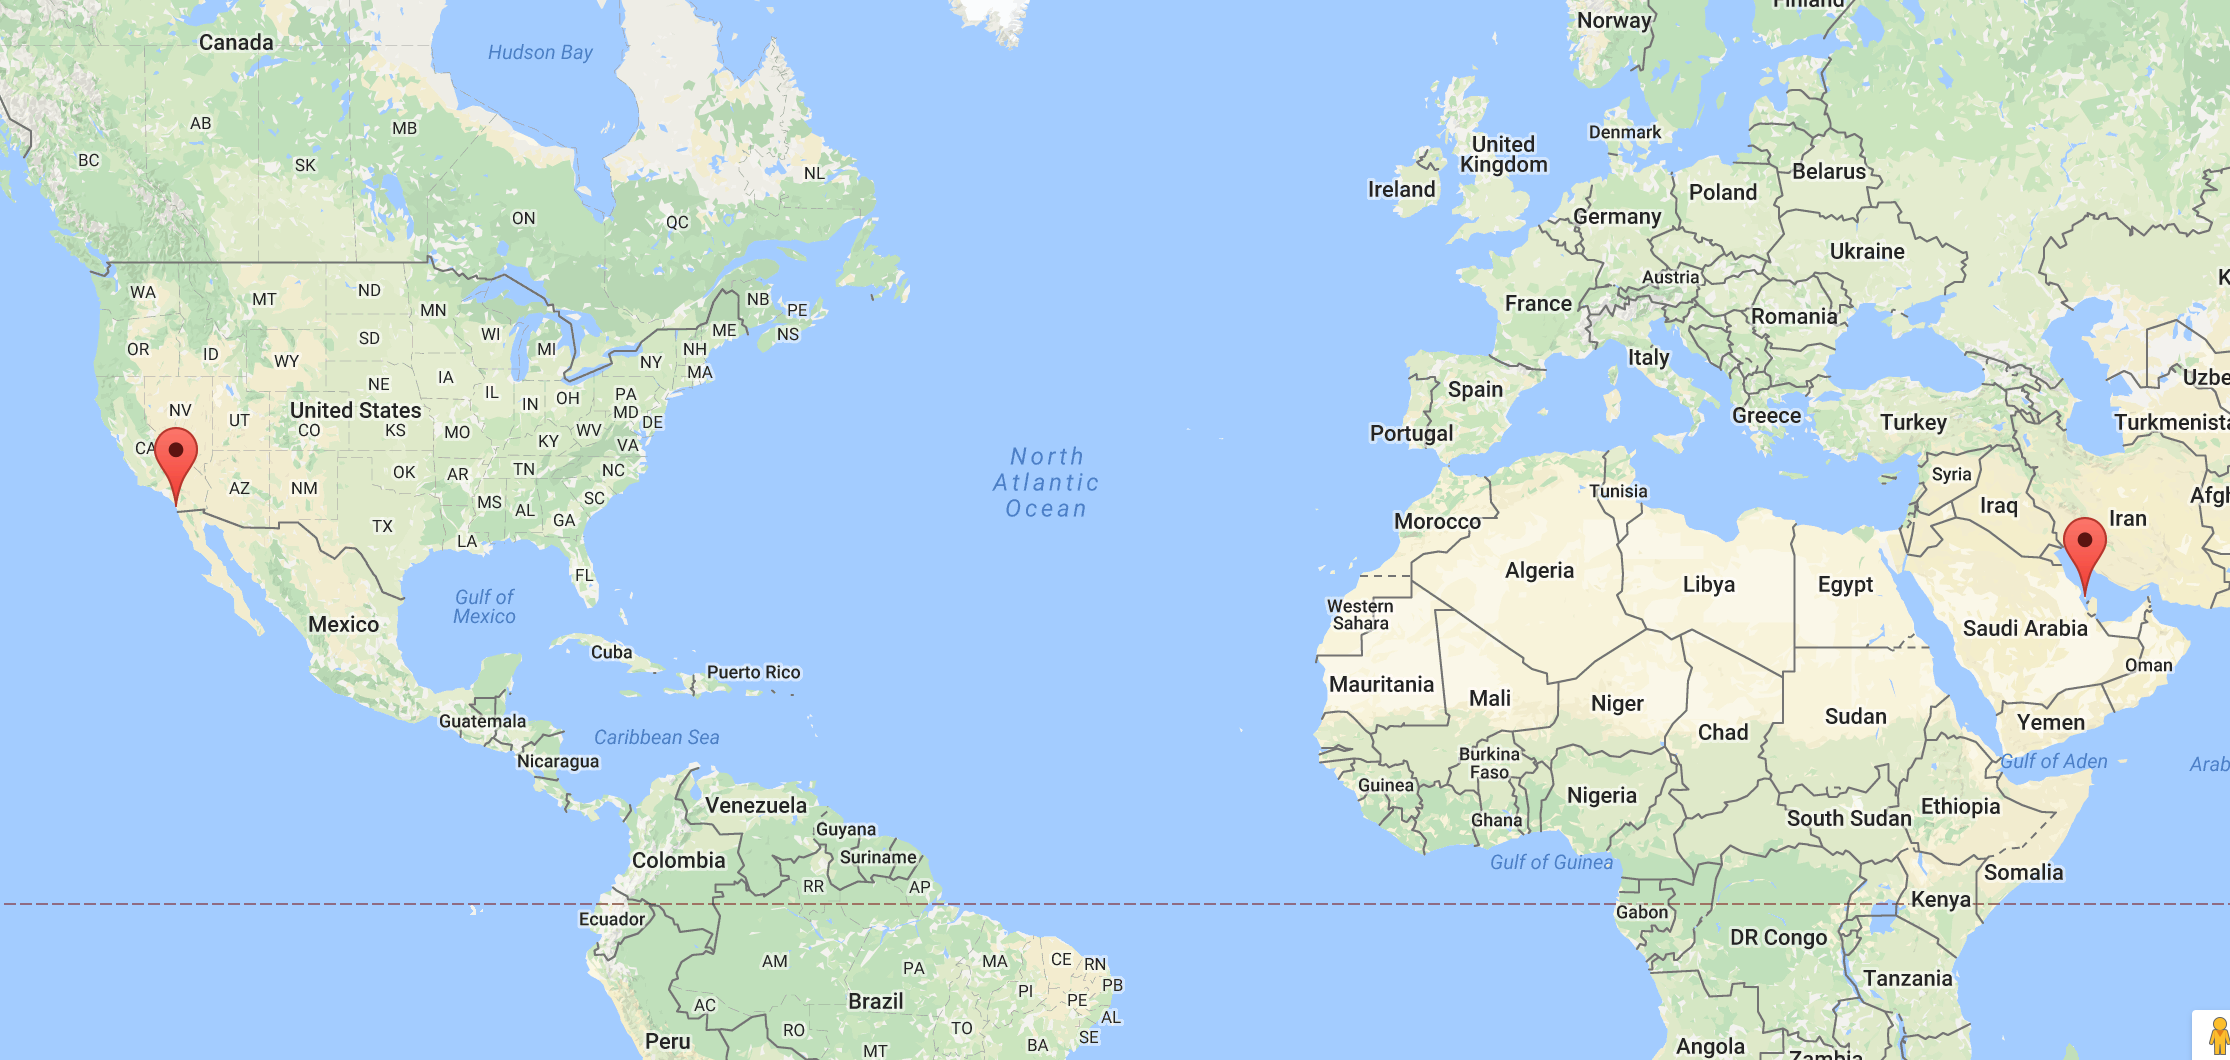 Canada
Hudson Bay
Norway
Finland
AB
MB
BC
SK
NL
ON
QC
Denmark
United
Kingdom
Ireland
Belarus
Poland
Germany
Ukraine
Austria
France
Romania
Italy
Spain
Portugal
Greece
Turkey
K
Uzbe
Turkmenista
WA
MT
ND
MN
NB
PE
OR
ID
SD
WI
MI
ME
NS
WY
NH
NY
MA
NE
IA
IL
IN
OH
PA
NV
UT
United States
CO
KS
MO
MD
DE
WV
KY
VA
CA
AZ
NM
OK
AR
TN
NC
MS
AL
SC
GA
TX
LA
FL
North
Atlantic
Ocean
Syria
Iraq
Iran
Afgh
Tunisia
Morocco
Algeria
Libya
Egypt
Western
Sahara
Saudi Arabia
Oman
Gulf of
Mexico
Mexico
Cuba
Puerto Rico
Guatemala
Caribbean Sea
Nicaragua
Mauritania
Mali
Niger
Chad
Sudan
Yemen
Gulf of Aden
Arab
Burkina
Faso
Guinea
Nigeria
Ghana
South Sudan
Ethiopia
Gulf of Guinea
Somalia
Venezuela
Guyana
Suriname
Colombia
RR
AP
Ecuador
Gabon
Kenya
DR Congo
Tanzania
AM
PA
MA
CE
RN
PI
PB
PE
AC
Brazil
AL
TO
SE
RO
BA
Peru
MT
Angola
Zambia